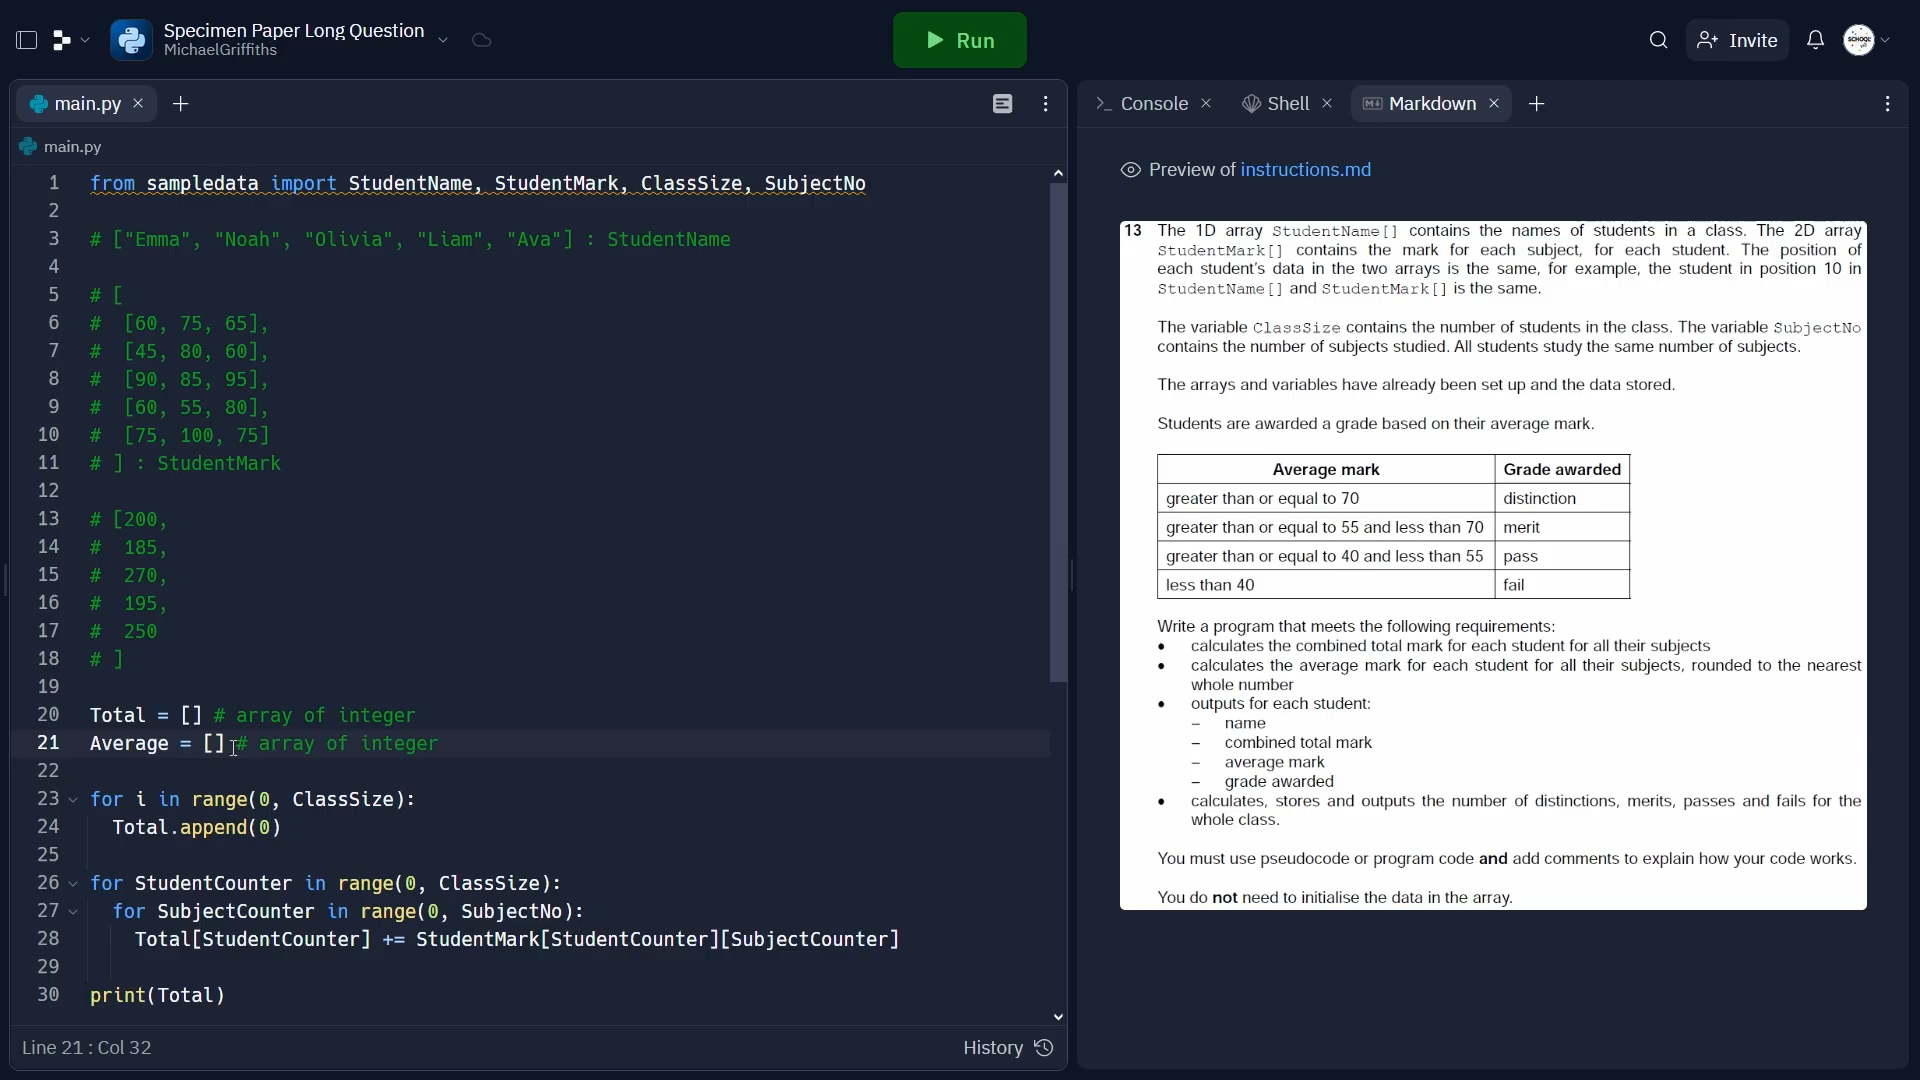 Specimen Paper Long Question
MichaelGriffiths
Run
Invite
SCHOOL
main.py
Console
Shell
Markdown
main.py
1 from sampledata import StudentName, StudentMark, ClassSize, SubjectNo
2
3 # ["Emma", "Noah", "Olivia", "Liam", "Ava"] : StudentName
4
5 # [
6 #  [60, 75, 65],
7 #  [45, 80, 60],
8 #  [90, 85, 95],
9 #  [60, 55, 80],
10 #  [75, 100, 75]
11 # ] : StudentMark
12
13 # [200,
14 #  185,
15 #  270,
16 #  195,
17 #  250
18 # ]
19
20 Total = [] # array of integer
21 Average = [] # array of integer
22
23 for i in range(0, ClassSize):
24   Total.append(0)
25
26 for StudentCounter in range(0, ClassSize):
27   for SubjectCounter in range(0, SubjectNo):
28     Total[StudentCounter] += StudentMark[StudentCounter][SubjectCounter]
29
30 print(Total)
Line 21 : Col 32
History
Preview of instructions.md
13 The 1D array StudentName[] contains the names of students in a class. The 2D array
StudentMark[] contains the mark for each subject, for each student. The position of
each student's data in the two arrays is the same, for example, the student in position 10 in
StudentName[] and StudentMark[] is the same.
The variable ClassSize contains the number of students in the class. The variable SubjectNo
contains the number of subjects studied. All students study the same number of subjects.
The arrays and variables have already been set up and the data stored.
Students are awarded a grade based on their average mark.
Average mark Grade awarded
greater than or equal to 70 distinction
greater than or equal to 55 and less than 70 merit
greater than or equal to 40 and less than 55 pass
less than 40 fail
Write a program that meets the following requirements:
• calculates the combined total mark for each student for all their subjects
• calculates the average mark for each student for all their subjects, rounded to the nearest
whole number
• outputs for each student:
– name
– combined total mark
– average mark
– grade awarded
• calculates, stores and outputs the number of distinctions, merits, passes and fails for the
whole class.
You must use pseudocode or program code and add comments to explain how your code works.
You do not need to initialise the data in the array.